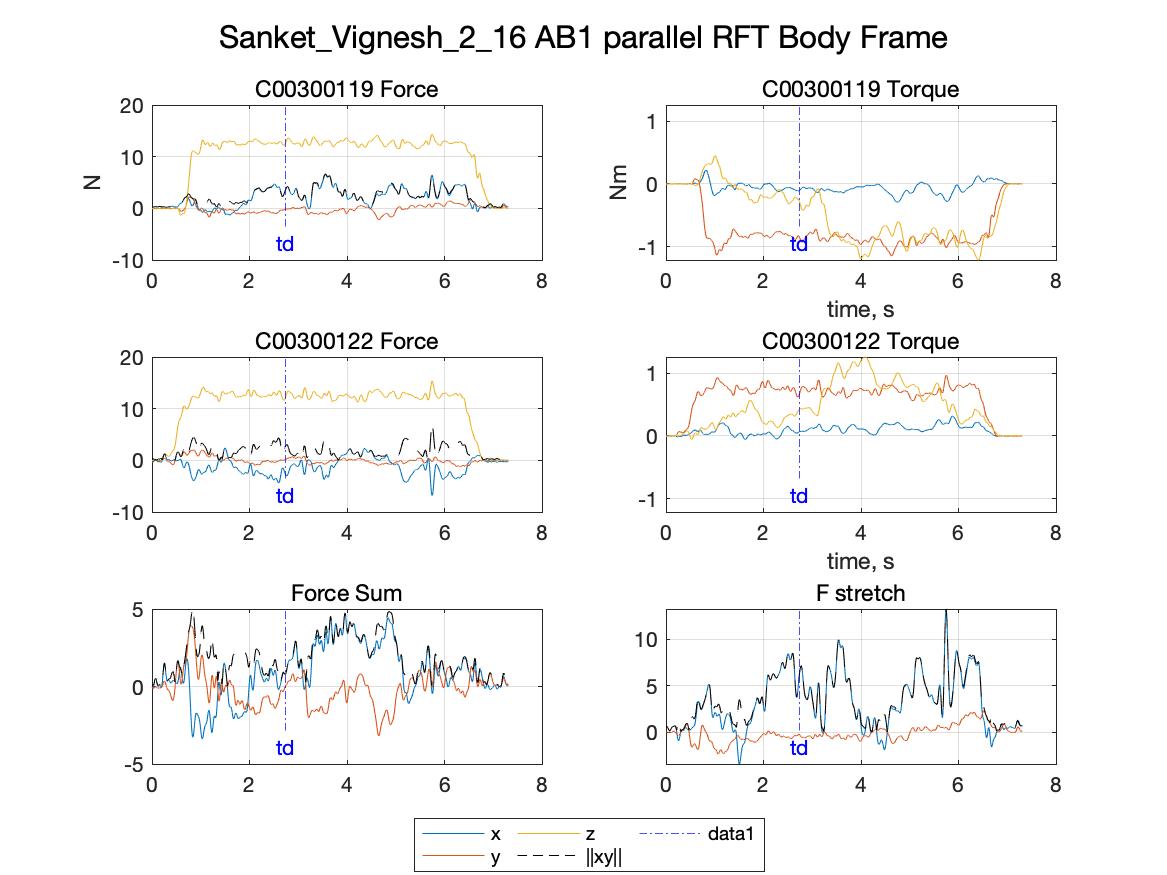 Sanket_Vignesh_2_16 AB1 parallel RFT Body Frame
C00300119 Force
20
10
0
-10
N
td
0 2 4 6 8
C00300119 Torque
1
0
-1
Nm
td
0 2 4 6 8
time, s
C00300122 Force
20
10
0
-10
td
0 2 4 6 8
C00300122 Torque
1
0
-1
td
0 2 4 6 8
time, s
Force Sum
5
0
-5
td
0 2 4 6 8
F stretch
10
5
0
td
0 2 4 6 8
x z data1
y ||xy||